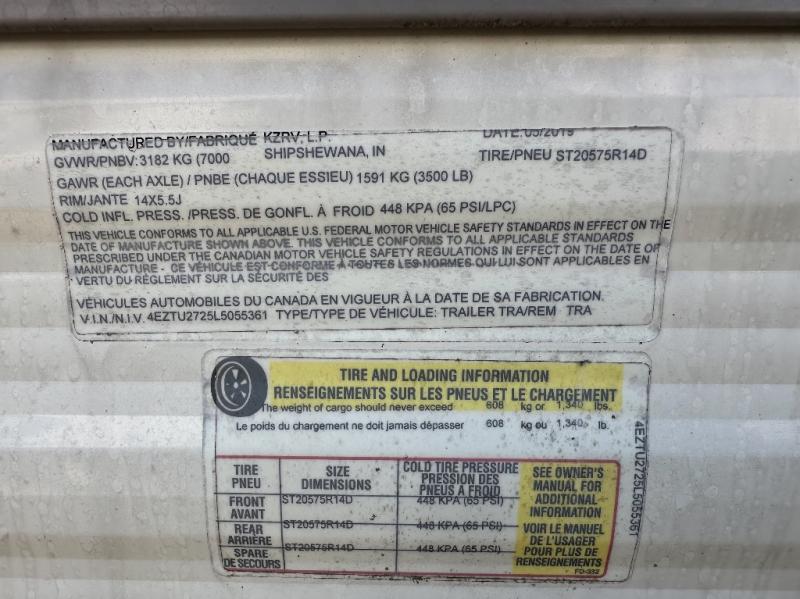 MANUFACTURED BY/FABRIQUÉ KZRV, L.P. DATE:05/2019
GVWR/PNBV: 3182 KG (7000 SHIPSHEWANA, IN TIRE/PNEU ST20575R14D
GAWR (EACH AXLE) / PNBE (CHAQUE ESSIEU) 1591 KG (3500 LB)
RIM/JANTE 14X5.5J
COLD INFL. PRESS. /PRESS. DE GONFL. À FROID 448 KPA (65 PSI/LPC)
THIS VEHICLE CONFORMS TO ALL APPLICABLE U.S. FEDERAL MOTOR VEHICLE SAFETY STANDARDS IN EFFECT ON THE
DATE OF MANUFACTURE SHOWN ABOVE. THIS VEHICLE CONFORMS TO ALL APPLICABLE STANDARDS
PRESCRIBED UNDER THE CANADIAN MOTOR VEHICLE SAFETY REGULATIONS IN EFFECT ON THE DATE OF
MANUFACTURE - CE VÉHICULE EST CONFORME À TOUTES LES NORMES QUI LUI SONT APPLICABLES EN
VERTU DU RÉGLEMENT SUR LA SÉCURITÉ DES
VÉHICULES AUTOMOBILES DU CANADA EN VIGUEUR À LA DATE DE SA FABRICATION.
V.I.N./N.I.V. 4EZTU2725L5055361 TYPE/TYPE DE VÉHICULE: TRAILER TRA/REM TRA
TIRE AND LOADING INFORMATION
RENSEIGNEMENTS SUR LES PNEUS ET LE CHARGEMENT
The weight of cargo should never exceed 608 kg or 1,340 lbs.
Le poids du chargement ne doit jamais dépasser 608 kg ou 1,340 lb.
TIRE
PNEU
SIZE
DIMENSIONS
COLD TIRE PRESSURE
PRESSION DES
PNEUS A FROID
FRONT
AVANT
ST20575R14D
448 KPA (65 PSI)
REAR
ARRIÈRE
ST20575R14D
448 KPA (65 PSI)
SPARE
DE SECOURS
ST20575R14D
448 KPA (65 PSI)
SEE OWNER'S
MANUAL FOR
ADDITIONAL
INFORMATION
VOIR LE MANUEL
DE L'USAGER
POUR PLUS DE
RENSEIGNEMENTS
FD-332
4EZTU2725L5055361